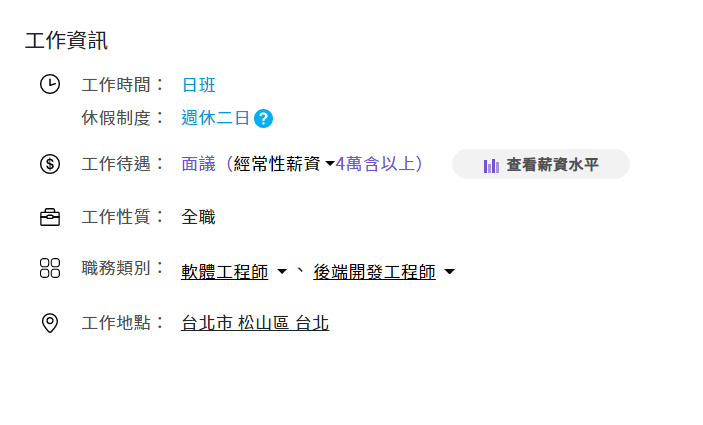 工作資訊
工作時間： 日班
休假制度： 週休二日 ?
工作待遇： 面議（經常性薪資 4萬含以上） 查看薪資水平
工作性質： 全職
職務類別： 軟體工程師 、 後端開發工程師
工作地點： 台北市 松山區 台北